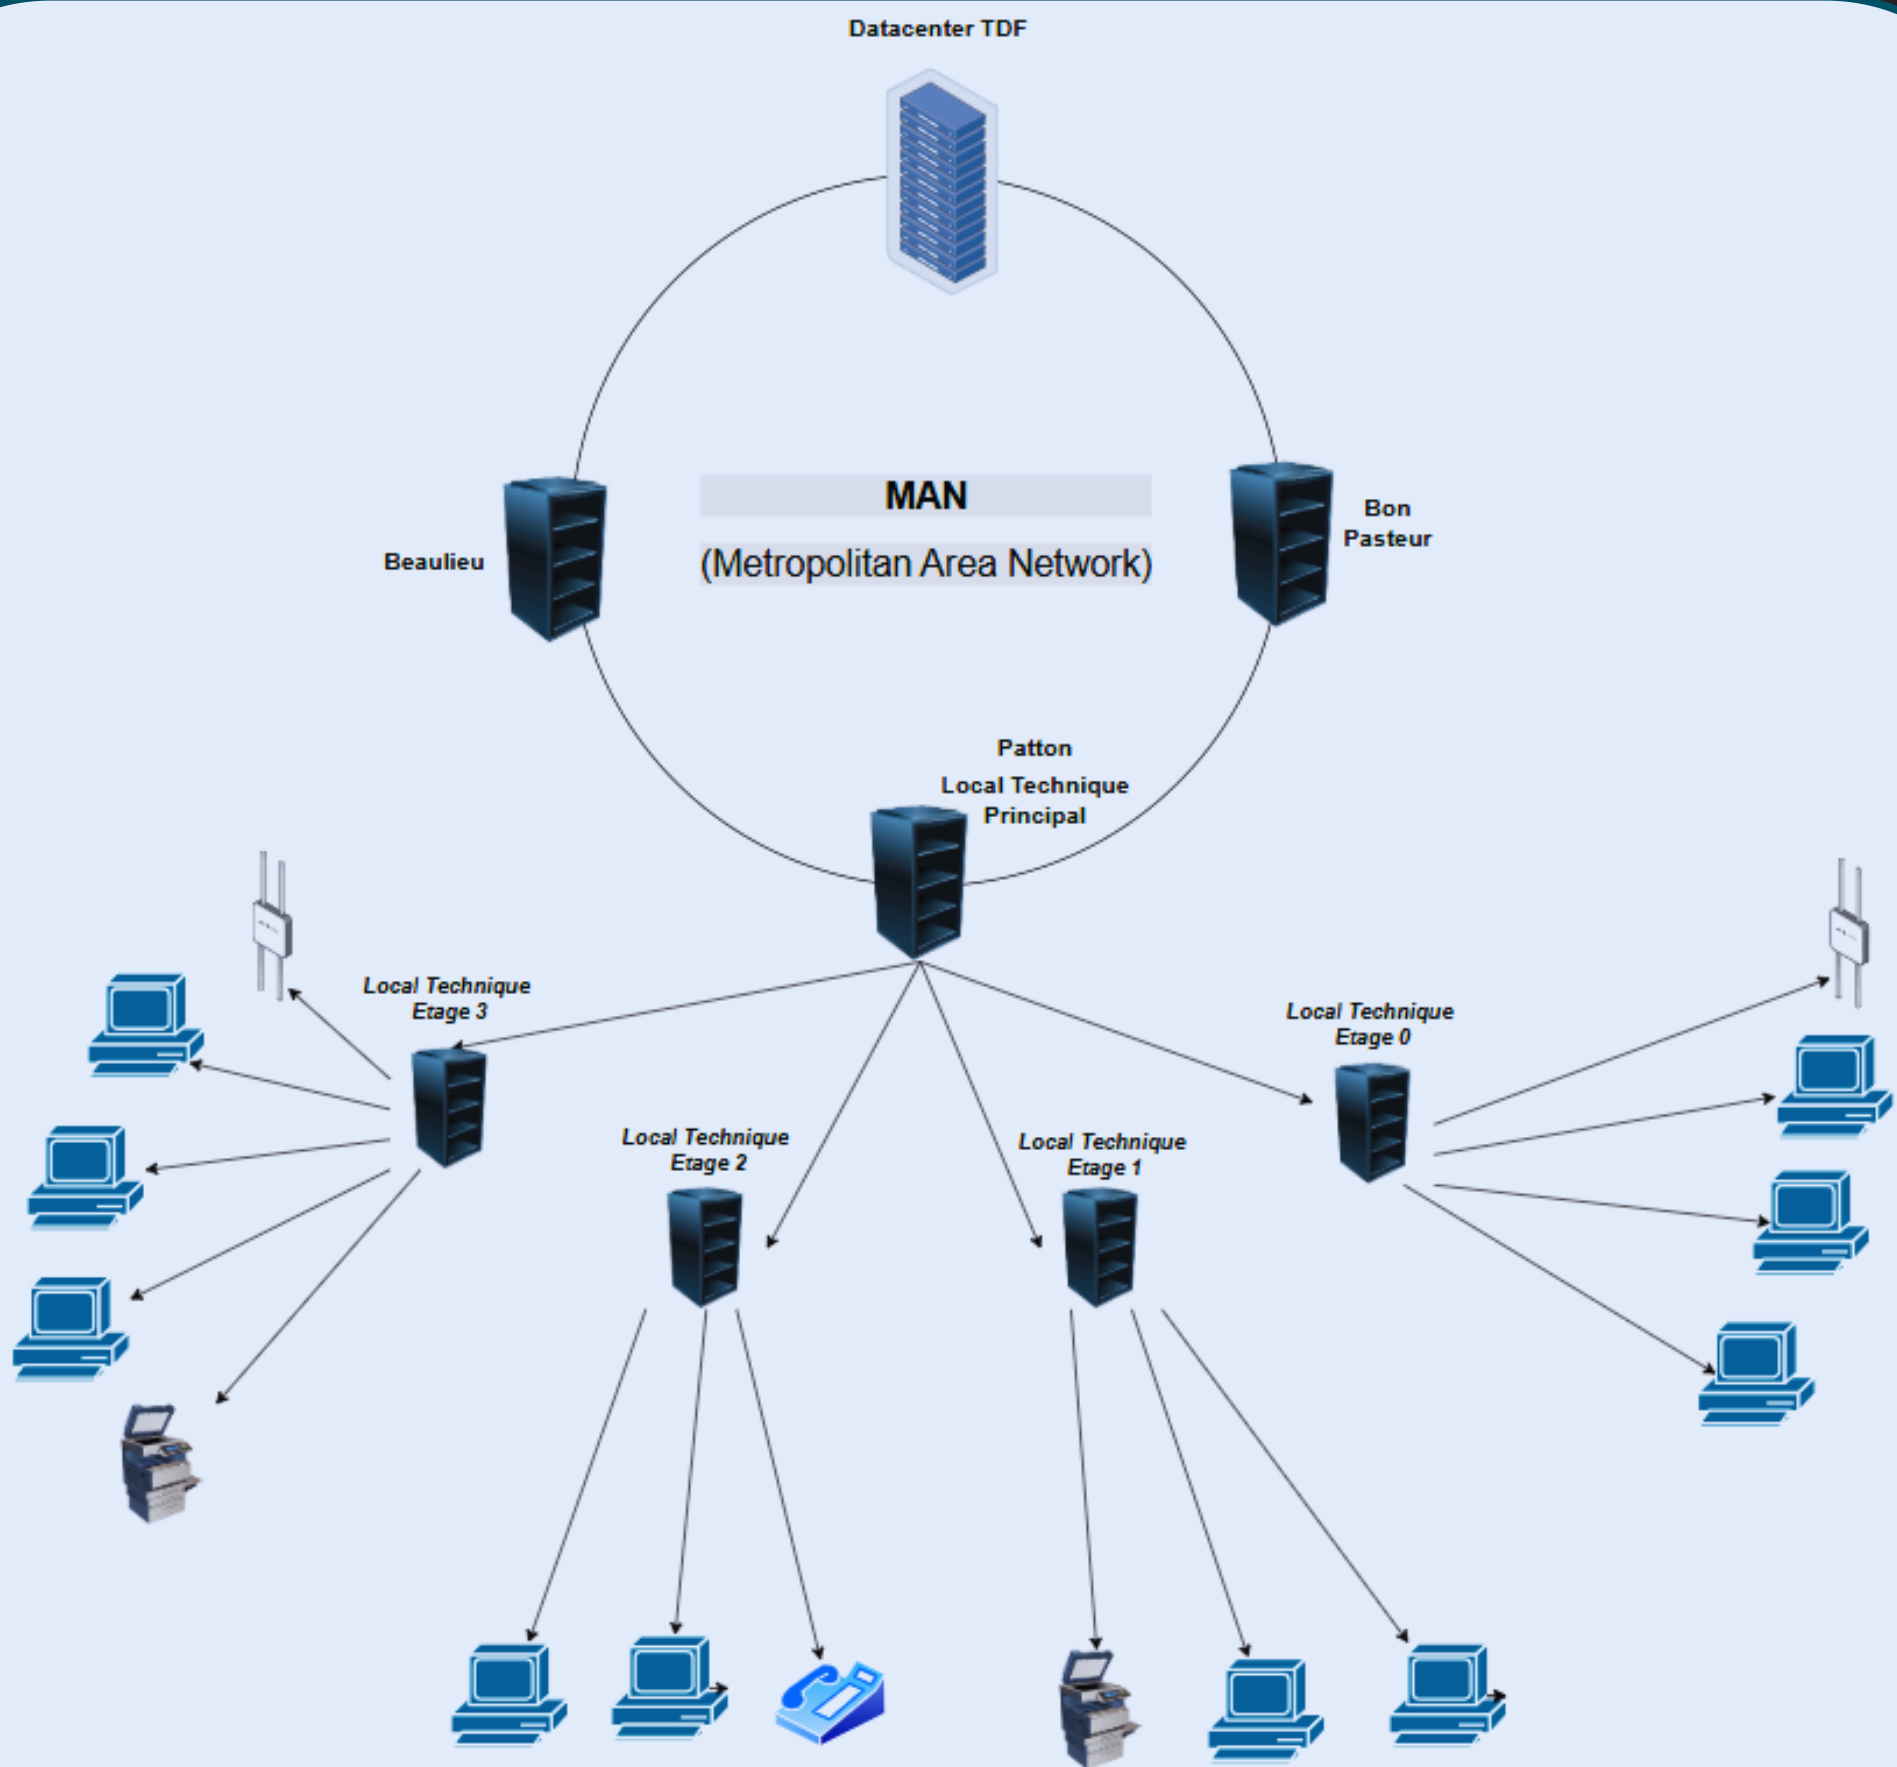 Datacenter TDF
MAN
(Metropolitan Area Network)
Bon
Pasteur
Beaulieu
Patton
Local Technique
Principal
Local Technique
Etage 3
Local Technique
Etage 0
Local Technique
Etage 2
Local Technique
Etage 1